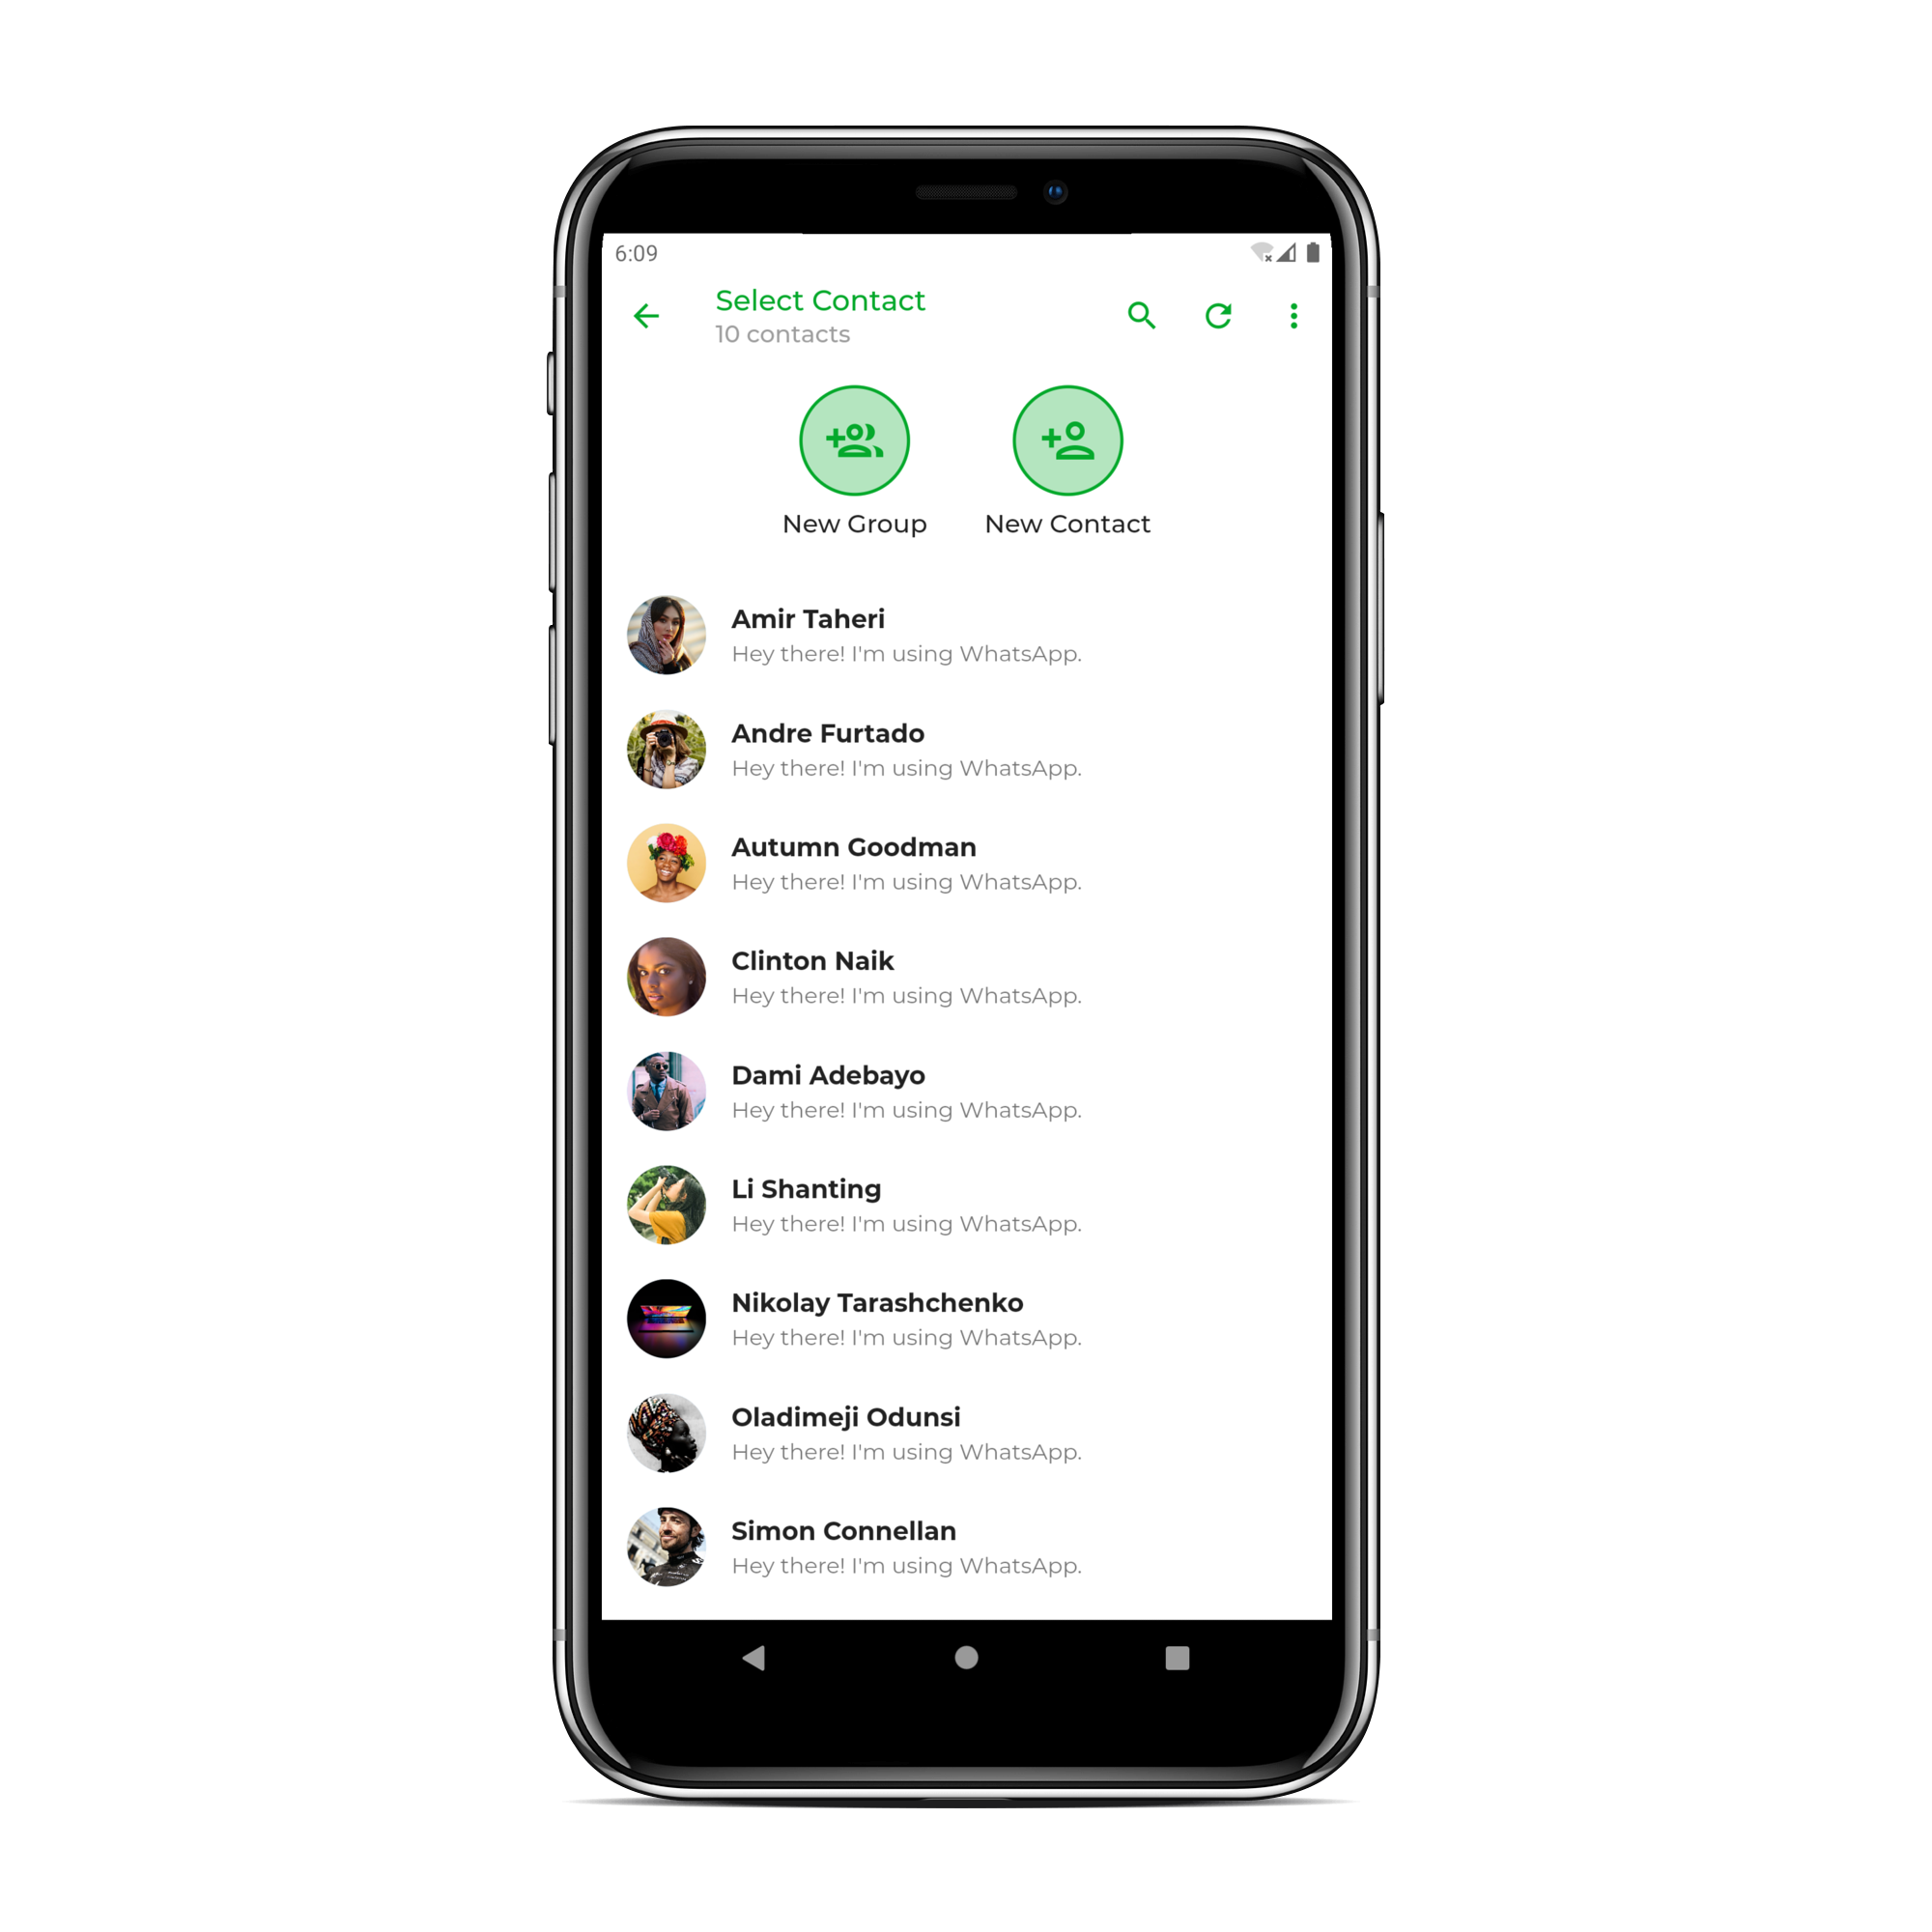 6:09
Select Contact
10 contacts
New Group
New Contact
Amir Taheri
Hey there! I'm using WhatsApp.
Andre Furtado
Hey there! I'm using WhatsApp.
Autumn Goodman
Hey there! I'm using WhatsApp.
Clinton Naik
Hey there! I'm using WhatsApp.
Dami Adebayo
Hey there! I'm using WhatsApp.
Li Shanting
Hey there! I'm using WhatsApp.
Nikolay Tarashchenko
Hey there! I'm using WhatsApp.
Oladimeji Odunsi
Hey there! I'm using WhatsApp.
Simon Connellan
Hey there! I'm using WhatsApp.